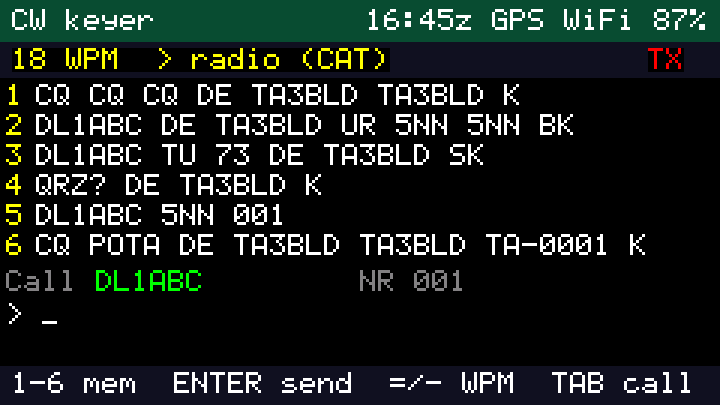 CW keyer 16:45z GPS WiFi 87%
18 WPM > radio (CAT) TX
1 CQ CQ CQ DE TA3BLD TA3BLD K
2 DL1ABC DE TA3BLD UR 5NN 5NN BK
3 DL1ABC TU 73 DE TA3BLD SK
4 QRZ? DE TA3BLD K
5 DL1ABC 5NN 001
6 CQ POTA DE TA3BLD TA3BLD TA-0001 K
Call DL1ABC NR 001
> _
1-6 mem ENTER send =/- WPM TAB call